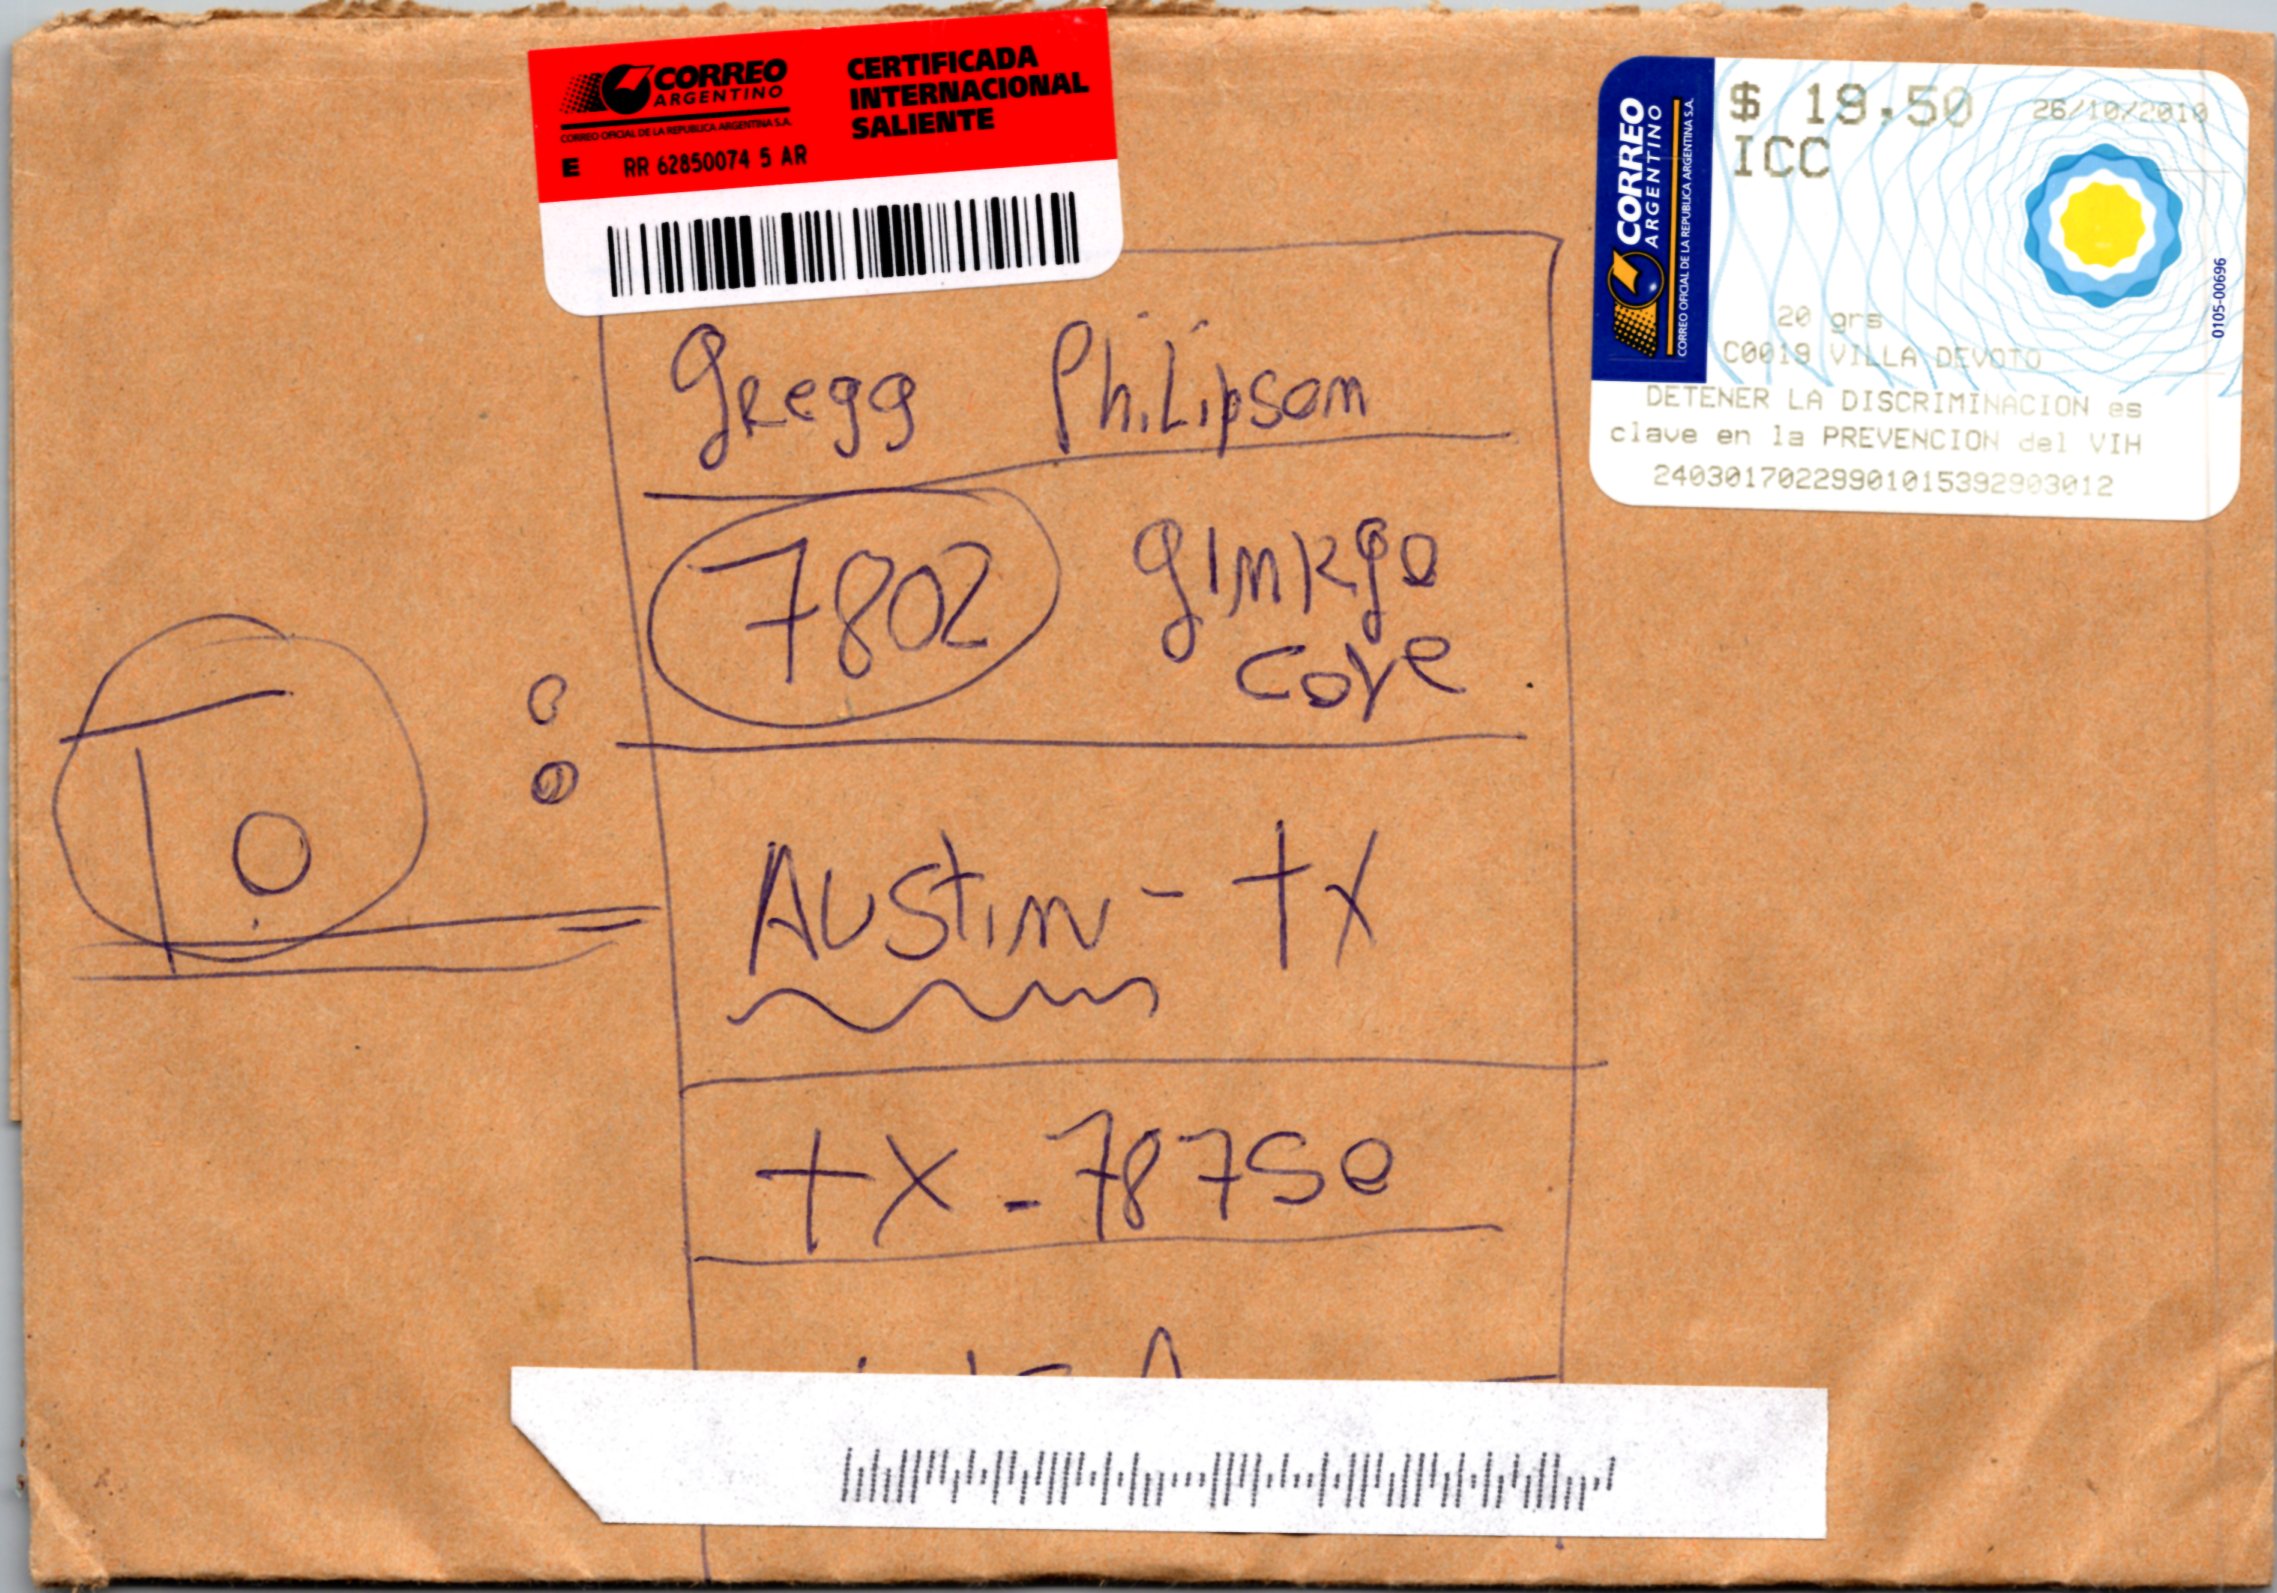 CORREO
ARGENTINO
CORREO OFICIAL DE LA REPUBLICA ARGENTINA S.A.
CERTIFICADA
INTERNACIONAL
SALIENTE
E RR 62850074 5 AR
CORREO
ARGENTINO
CORREO OFICIAL DE LA REPUBLICA ARGENTINA S.A.
$ 19.50 26/10/2010
ICC
20 grs
C0019 VILLA DEVOTO
DETENER LA DISCRIMINACION es
clave en la PREVENCION del VIH
24030170229901015392903012
0105-00696
To:
Gregg Philipson
7802 Ginkgo
Cove
Austin - TX
TX - 78750